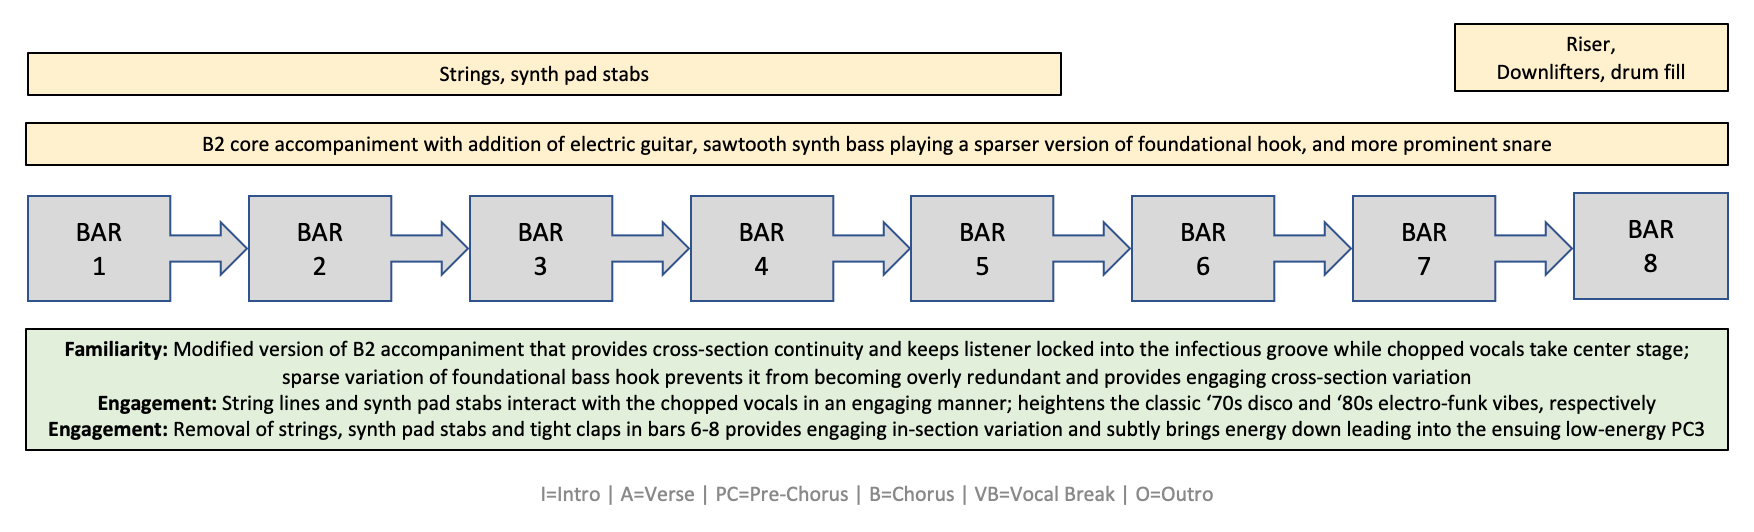 Riser,
Downlifters, drum fill
Strings, synth pad stabs
B2 core accompaniment with addition of electric guitar, sawtooth synth bass playing a sparser version of foundational hook, and more prominent snare
BAR
1
BAR
2
BAR
3
BAR
4
BAR
5
BAR
6
BAR
7
BAR
8
Familiarity: Modified version of B2 accompaniment that provides cross-section continuity and keeps listener locked into the infectious groove while chopped vocals take center stage;
sparse variation of foundational bass hook prevents it from becoming overly redundant and provides engaging cross-section variation
Engagement: String lines and synth pad stabs interact with the chopped vocals in an engaging manner; heightens the classic ‘70s disco and ‘80s electro-funk vibes, respectively
Engagement: Removal of strings, synth pad stabs and tight claps in bars 6-8 provides engaging in-section variation and subtly brings energy down leading into the ensuing low-energy PC3
I=Intro | A=Verse | PC=Pre-Chorus | B=Chorus | VB=Vocal Break | O=Outro